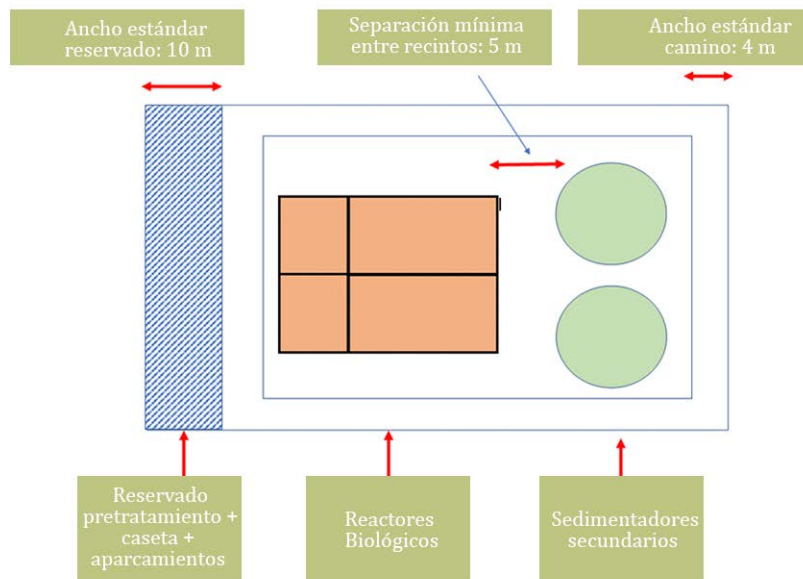 Ancho estándar
reservado: 10 m
Separación mínima
entre recintos: 5 m
Ancho estándar
camino: 4 m
Reservado
pretratamiento +
caseta +
aparcamientos
Reactores
Biológicos
Sedimentadores
secundarios